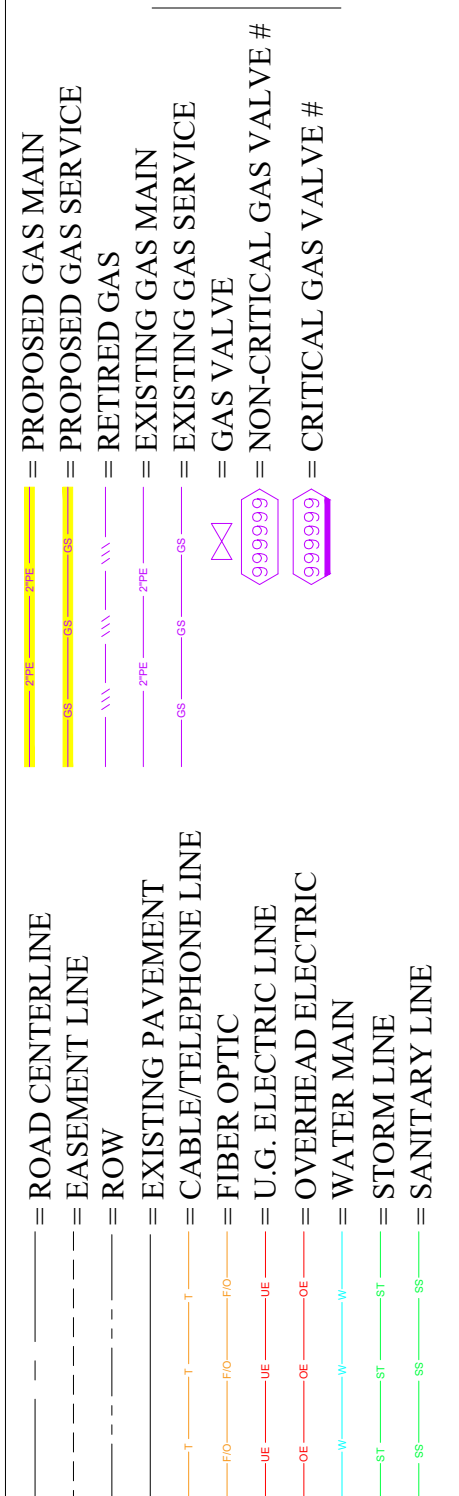 = ROAD CENTERLINE
= EASEMENT LINE
= ROW
= EXISTING PAVEMENT
T T T = CABLE/TELEPHONE LINE
F/O F/O F/O = FIBER OPTIC
UE UE UE = U.G. ELECTRIC LINE
OE OE OE = OVERHEAD ELECTRIC
W W W = WATER MAIN
ST ST ST = STORM LINE
SS SS SS = SANITARY LINE
2"PE 2"PE = PROPOSED GAS MAIN
GS GS GS = PROPOSED GAS SERVICE
= RETIRED GAS
2"PE 2"PE = EXISTING GAS MAIN
GS GS GS = EXISTING GAS SERVICE
= GAS VALVE
999999 = NON-CRITICAL GAS VALVE #
999999 = CRITICAL GAS VALVE #